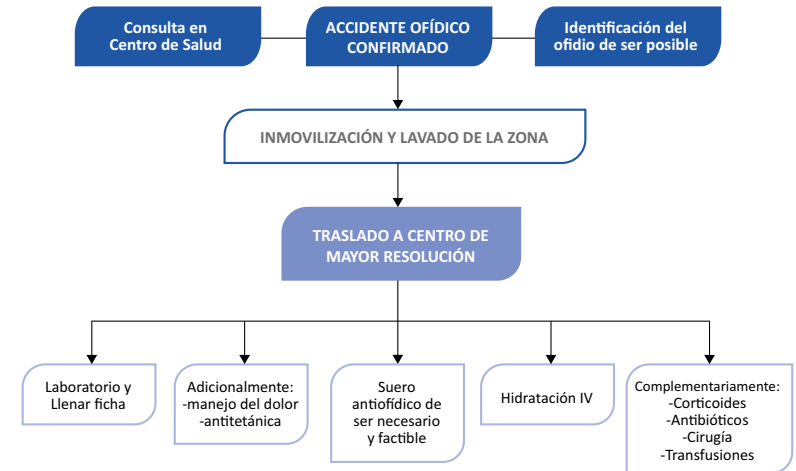 Consulta en
Centro de Salud
ACCIDENTE OFÍDICO
CONFIRMADO
Identificación del
ofidio de ser posible
INMOVILIZACIÓN Y LAVADO DE LA ZONA
TRASLADO A CENTRO DE
MAYOR RESOLUCIÓN
Laboratorio y
Llenar ficha
Adicionalmente:
-manejo del dolor
-antitetánica
Suero
antiofídico de
ser necesario
y factible
Hidratación IV
Complementariamente:
-Corticoides
-Antibióticos
-Cirugía
-Transfusiones